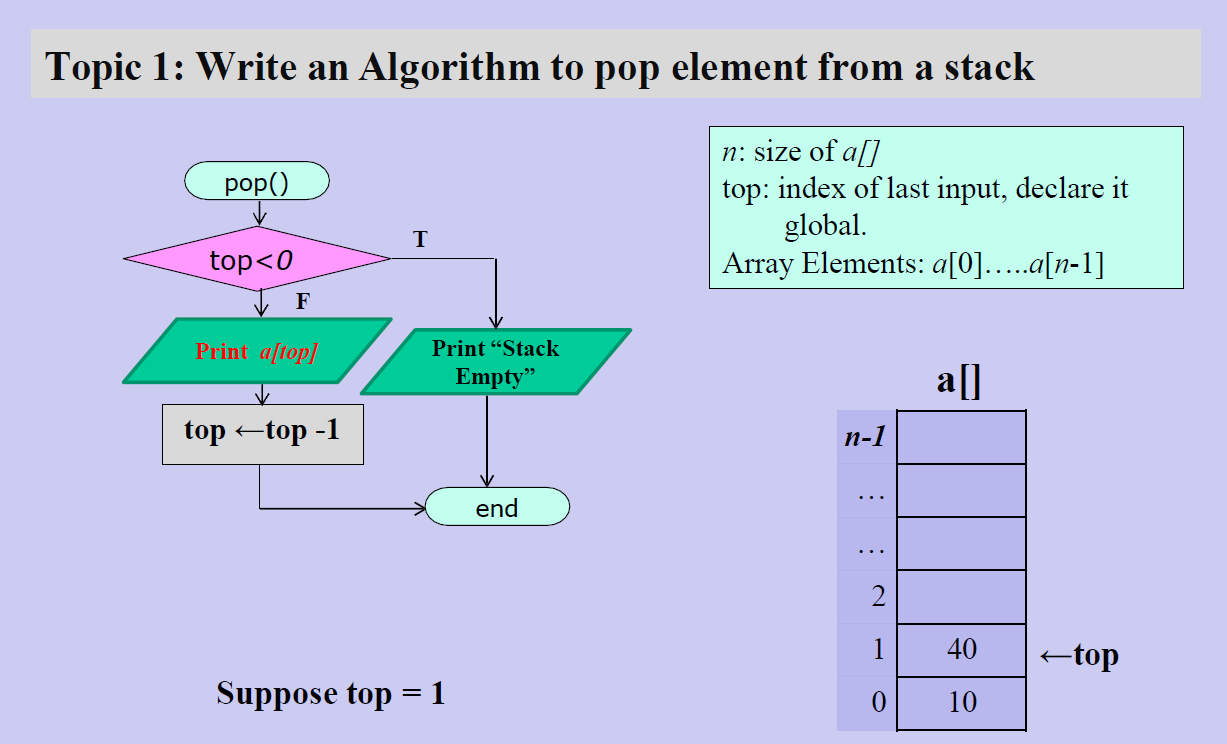 Topic 1: Write an Algorithm to pop element from a stack
pop()
top<0
T
F
Print a[top]
Print “Stack
Empty”
top ←top -1
end
Suppose top = 1
n: size of a[]
top: index of last input, declare it
global.
Array Elements: a[0]…..a[n-1]
a[]
n-1
…
…
2
1 40 ←top
0 10